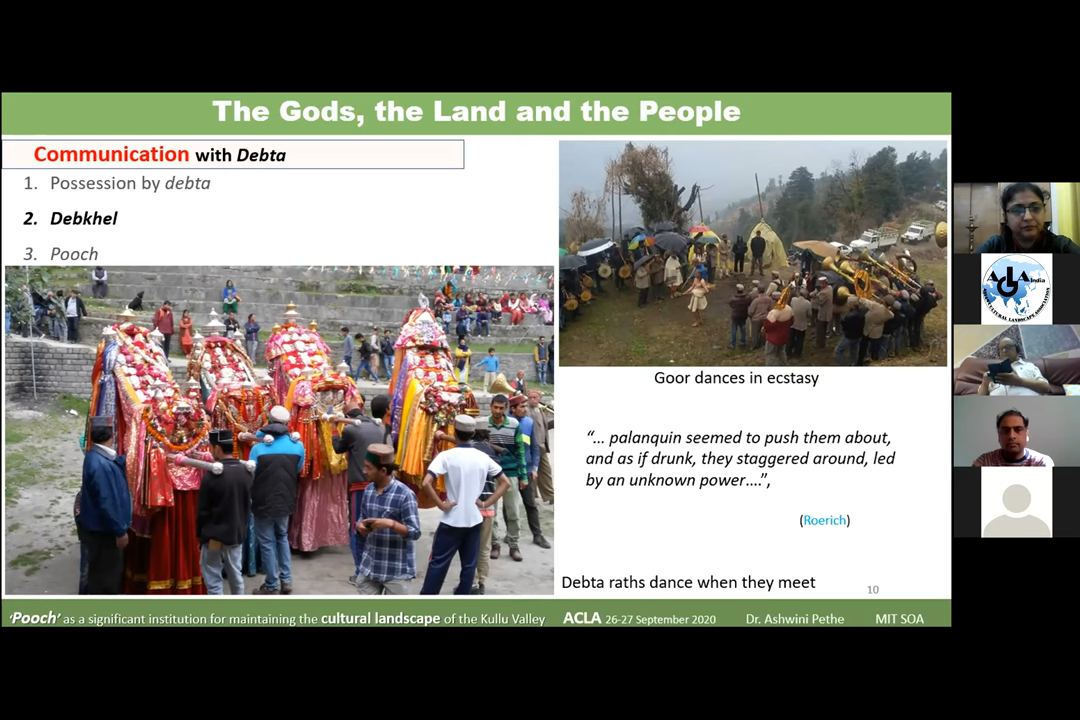 The Gods, the Land and the People
Communication with Debta
1. Possession by debta
2. Debkhel
3. Pooch
Goor dances in ecstasy
“... palanquin seemed to push them about,
and as if drunk, they staggered around, led
by an unknown power....”,
(Roerich)
Debta raths dance when they meet
10
‘Pooch’ as a significant institution for maintaining the cultural landscape of the Kullu Valley
ACLA 26-27 September 2020
Dr. Ashwini Pethe
MIT SOA
India